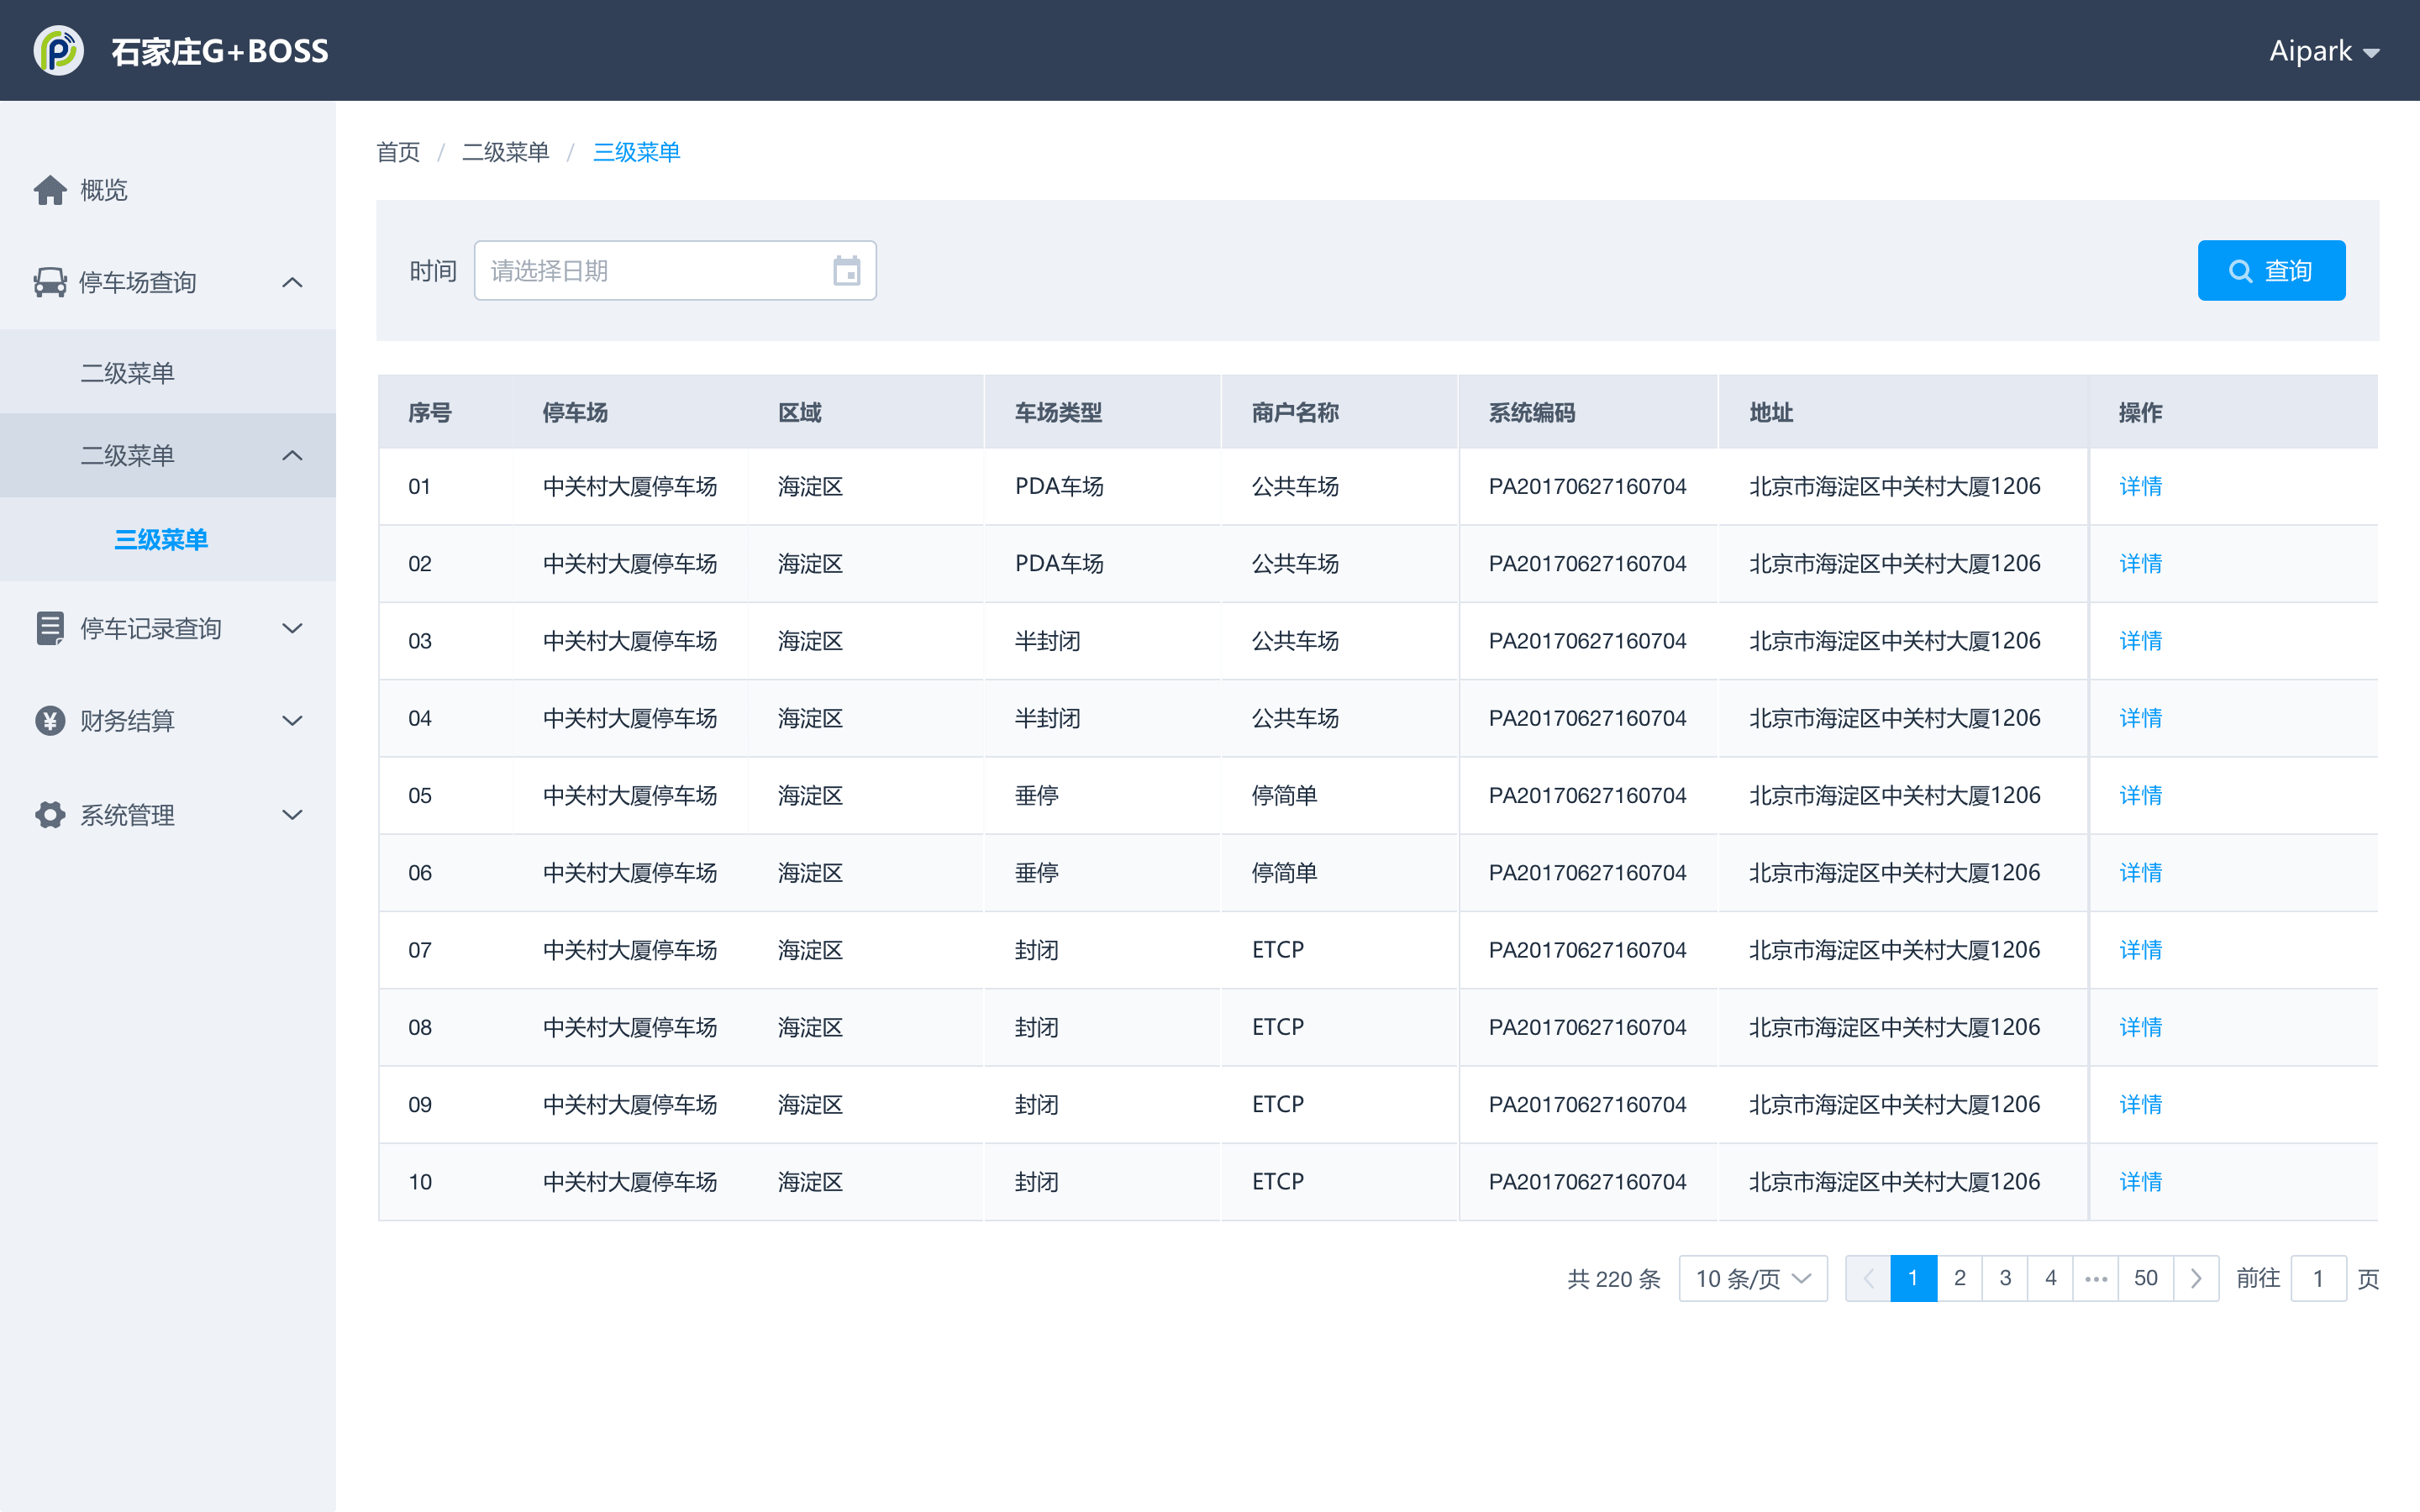 石家庄G+BOSS
Aipark
首页 / 二级菜单 / 三级菜单
概览
停车场查询
二级菜单
二级菜单
三级菜单
停车记录查询
财务结算
系统管理
时间 请选择日期 查询
序号 停车场 区域 车场类型 商户名称 系统编码 地址 操作
01 中关村大厦停车场 海淀区 PDA车场 公共车场 PA20170627160704 北京市海淀区中关村大厦1206 详情
02 中关村大厦停车场 海淀区 PDA车场 公共车场 PA20170627160704 北京市海淀区中关村大厦1206 详情
03 中关村大厦停车场 海淀区 半封闭 公共车场 PA20170627160704 北京市海淀区中关村大厦1206 详情
04 中关村大厦停车场 海淀区 半封闭 公共车场 PA20170627160704 北京市海淀区中关村大厦1206 详情
05 中关村大厦停车场 海淀区 垂停 停简单 PA20170627160704 北京市海淀区中关村大厦1206 详情
06 中关村大厦停车场 海淀区 垂停 停简单 PA20170627160704 北京市海淀区中关村大厦1206 详情
07 中关村大厦停车场 海淀区 封闭 ETCP PA20170627160704 北京市海淀区中关村大厦1206 详情
08 中关村大厦停车场 海淀区 封闭 ETCP PA20170627160704 北京市海淀区中关村大厦1206 详情
09 中关村大厦停车场 海淀区 封闭 ETCP PA20170627160704 北京市海淀区中关村大厦1206 详情
10 中关村大厦停车场 海淀区 封闭 ETCP PA20170627160704 北京市海淀区中关村大厦1206 详情
共 220 条 10 条/页 1 2 3 4 ••• 50 前往 1 页